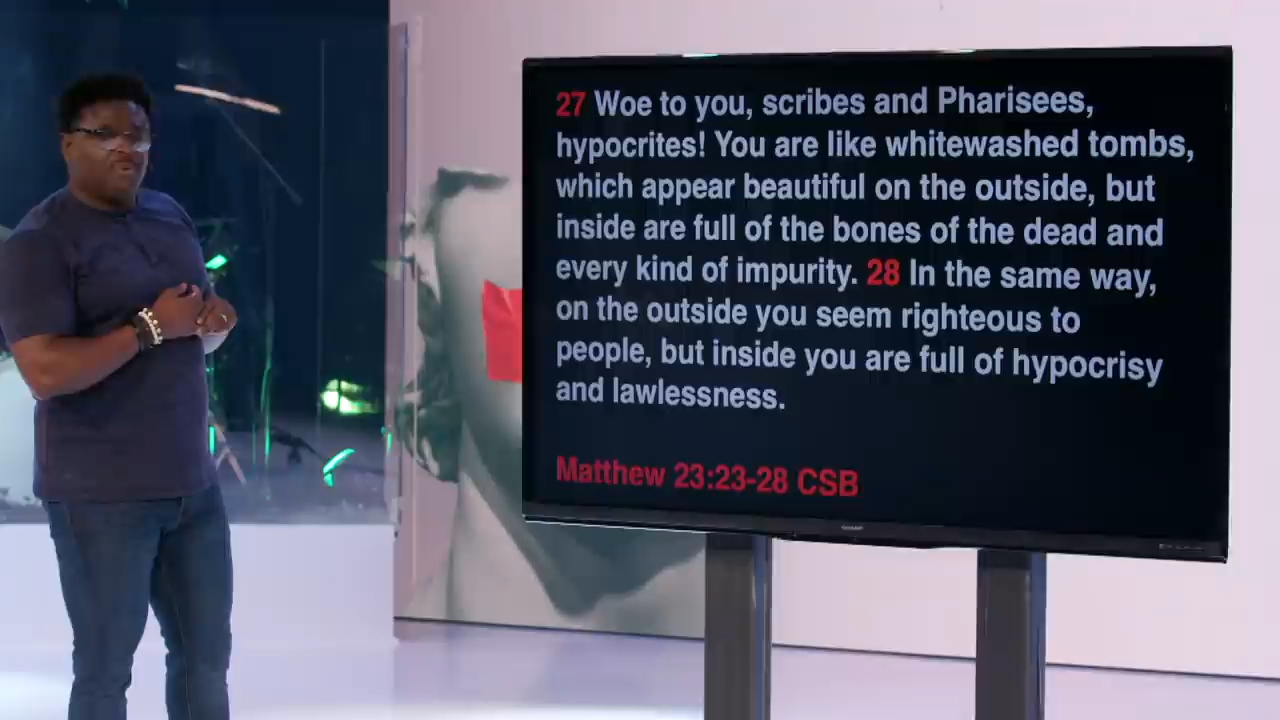 27 Woe to you, scribes and Pharisees,
hypocrites! You are like whitewashed tombs,
which appear beautiful on the outside, but
inside are full of the bones of the dead and
every kind of impurity. 28 In the same way,
on the outside you seem righteous to
people, but inside you are full of hypocrisy
and lawlessness.
Matthew 23:23-28 CSB
SHARP